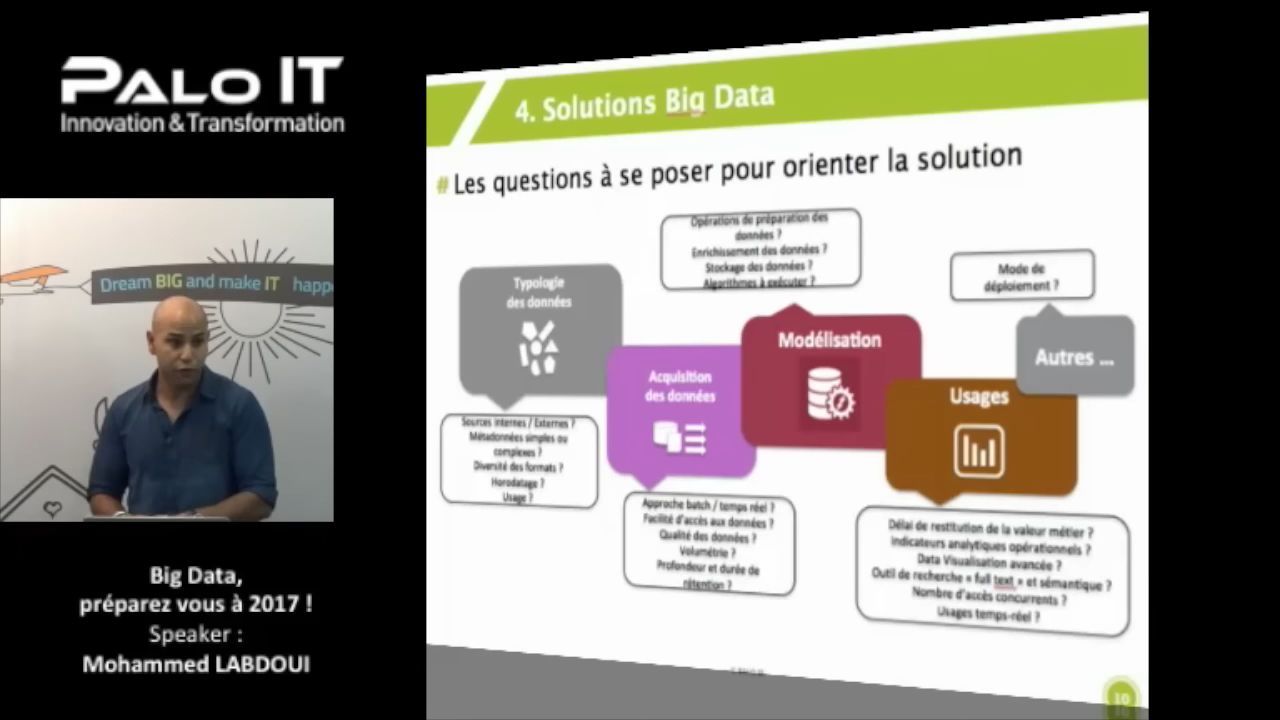 PALO IT
Innovation & Transformation
Dream BIG and make IT happ
Big Data,
préparez vous à 2017 !
Speaker :
Mohammed LABDOUI
4. Solutions Big Data
# Les questions à se poser pour orienter la solution
Typologie
des données
Sources Internes / Externes ?
Métadonnées simples ou
complexes ?
Diversité des formats ?
Horodatage ?
Usage ?
Acquisition
des données
Approche batch / temps réel ?
Facilité d'accès aux données ?
Qualité des données ?
Volumétrie ?
Profondeur et durée de
rétention ?
Opérations de préparation des
données ?
Enrichissement des données ?
Stockage des données ?
Algorithmes à exécuter ?
Modélisation
Usages
Délai de restitution de la valeur métier ?
Indicateurs analytiques opérationnels ?
Data Visualisation avancée ?
Outil de recherche « full text » et sémantique ?
Nombre d'accès concurrents ?
Usages temps-réel ?
Mode de
déploiement ?
Autres ...
10